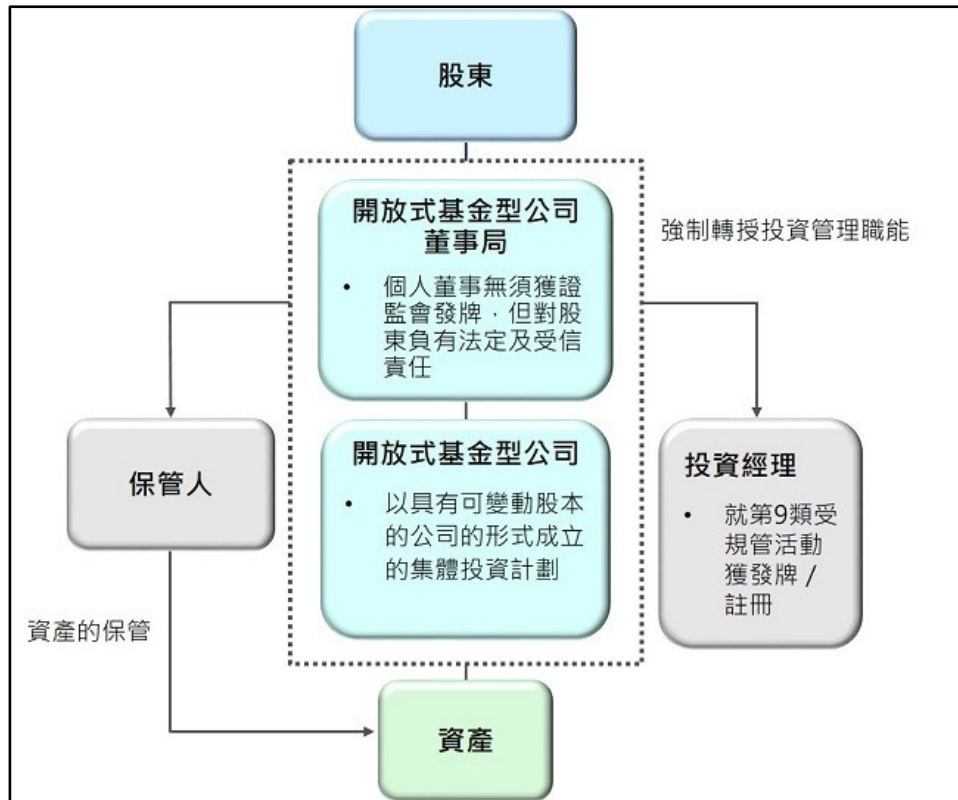 股東
開放式基金型公司
董事局
• 個人董事無須獲證
監會發牌，但對股
東負有法定及受信
責任
強制轉授投資管理職能
保管人
開放式基金型公司
• 以具有可變動股本
的公司的形式成立
的集體投資計劃
投資經理
• 就第9類受
規管活動
獲發牌 /
註冊
資產的保管
資產